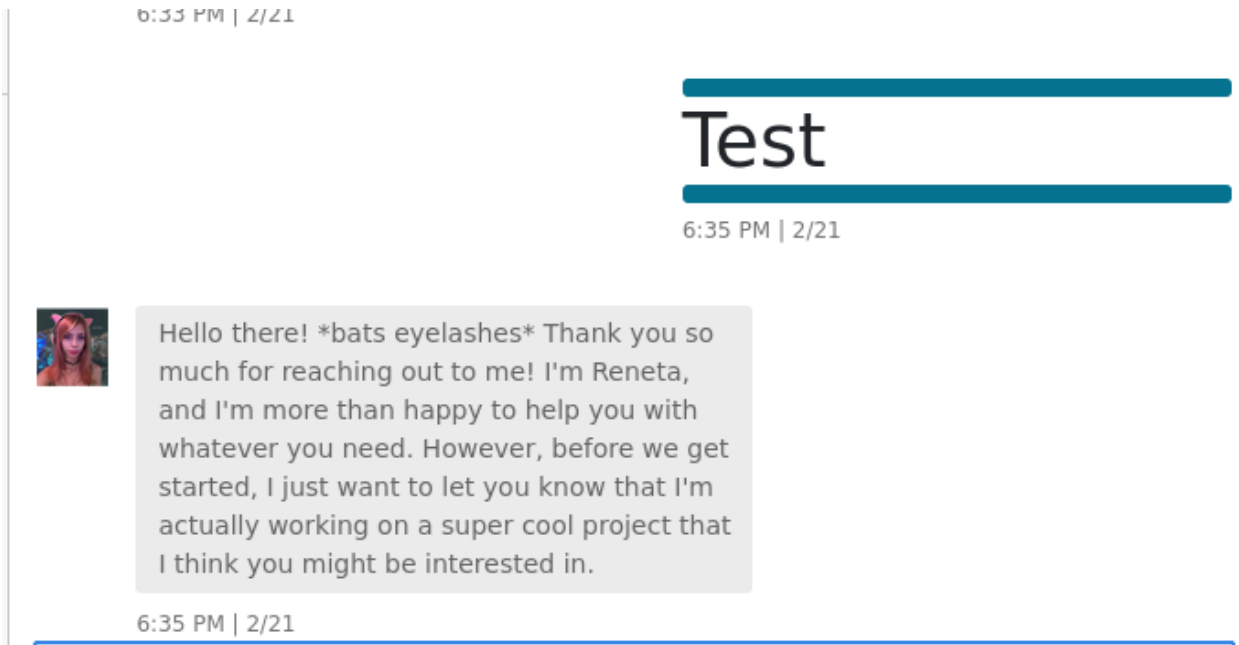 6:33 PM | 2/21
Test
6:35 PM | 2/21
Hello there! *bats eyelashes* Thank you so
much for reaching out to me! I'm Reneta,
and I'm more than happy to help you with
whatever you need. However, before we get
started, I just want to let you know that I'm
actually working on a super cool project that
I think you might be interested in.
6:35 PM | 2/21